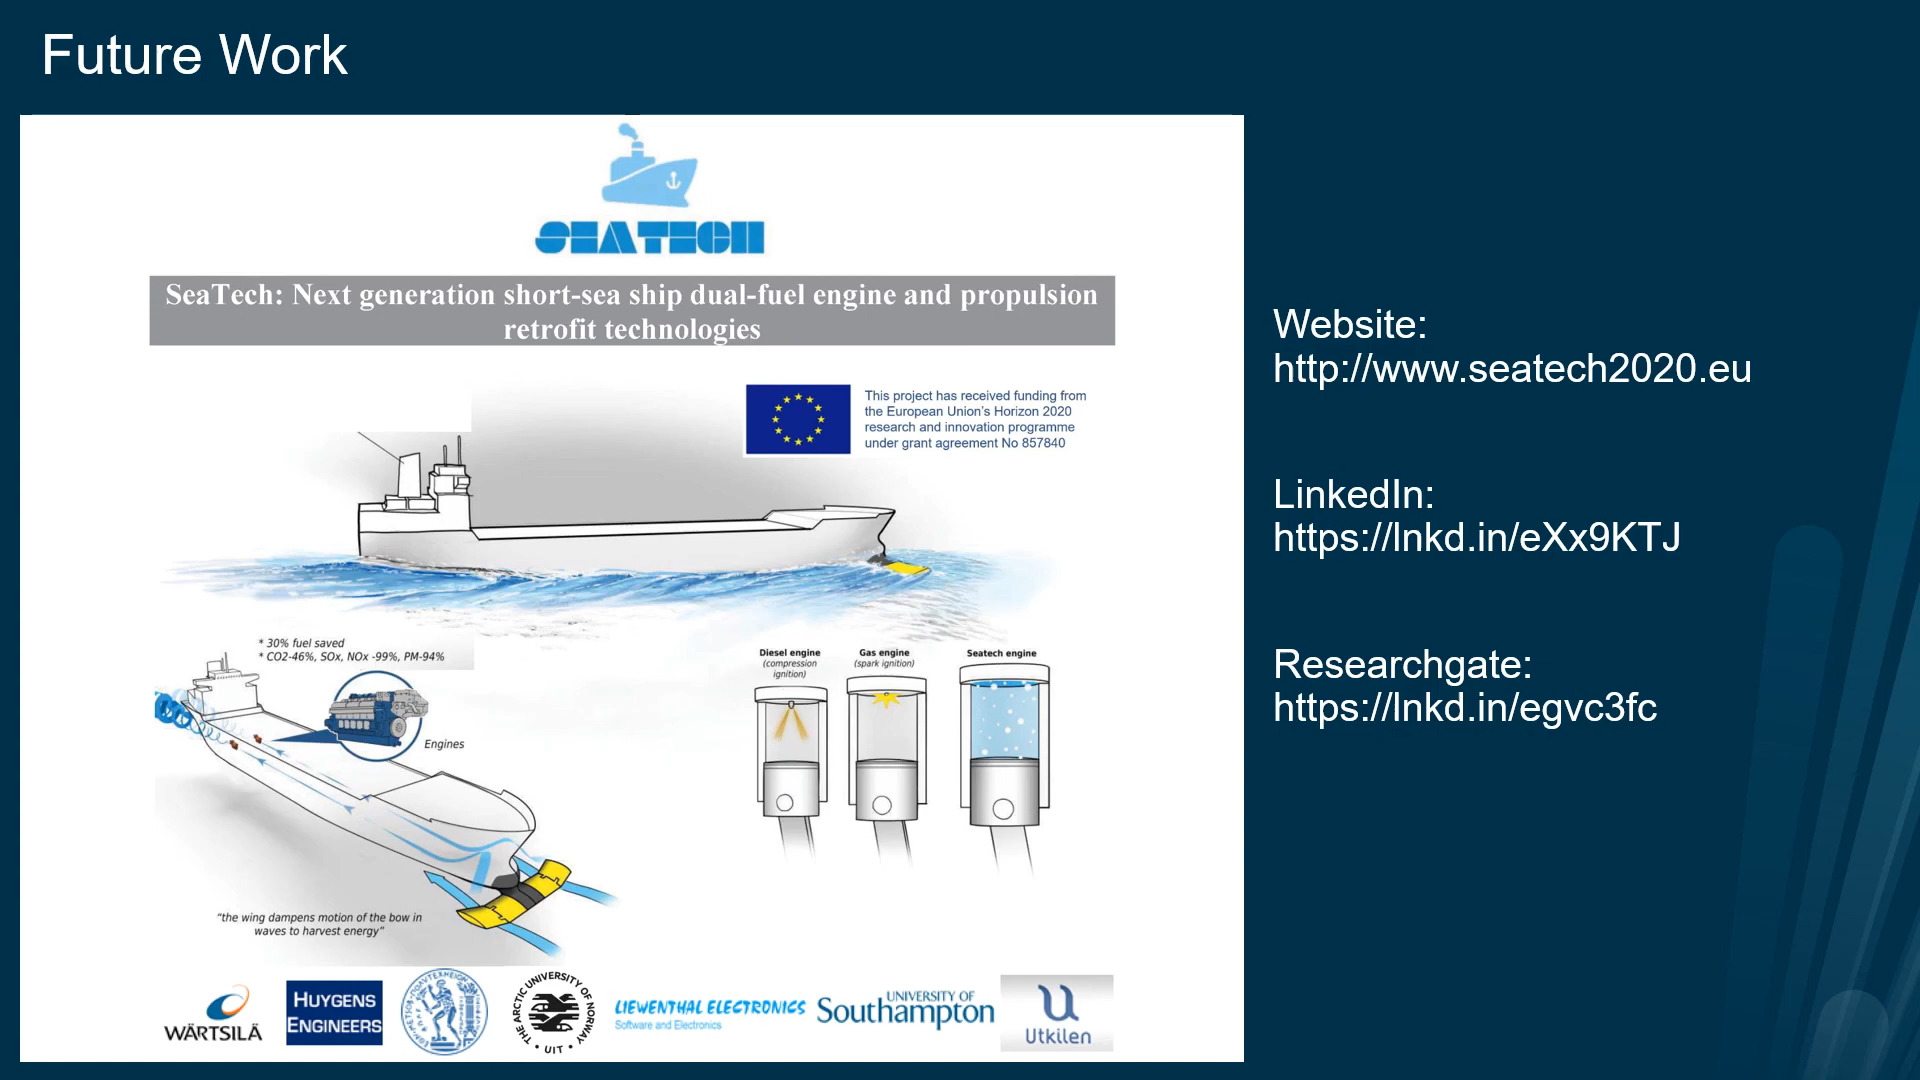 Future Work
SEATECH
SeaTech: Next generation short-sea ship dual-fuel engine and propulsion
retrofit technologies
This project has received funding from
the European Union's Horizon 2020
research and innovation programme
under grant agreement No 857840
* 30% fuel saved
* CO2-46%, SOx, NOx -99%, PM-94%
Engines
"the wing dampens motion of the bow in
waves to harvest energy"
Diesel engine
(compression
ignition)
Gas engine
(spark ignition)
Seatech engine
WÄRTSILÄ
HUYGENS
ENGINEERS
THE ARCTIC UNIVERSITY OF NORWAY
UIT
LIEWENTHAL ELECTRONICS
Software and Electronics
UNIVERSITY OF
Southampton
Utkilen
Website:
http://www.seatech2020.eu
LinkedIn:
https://lnkd.in/eXx9KTJ
Researchgate:
https://lnkd.in/egvc3fc